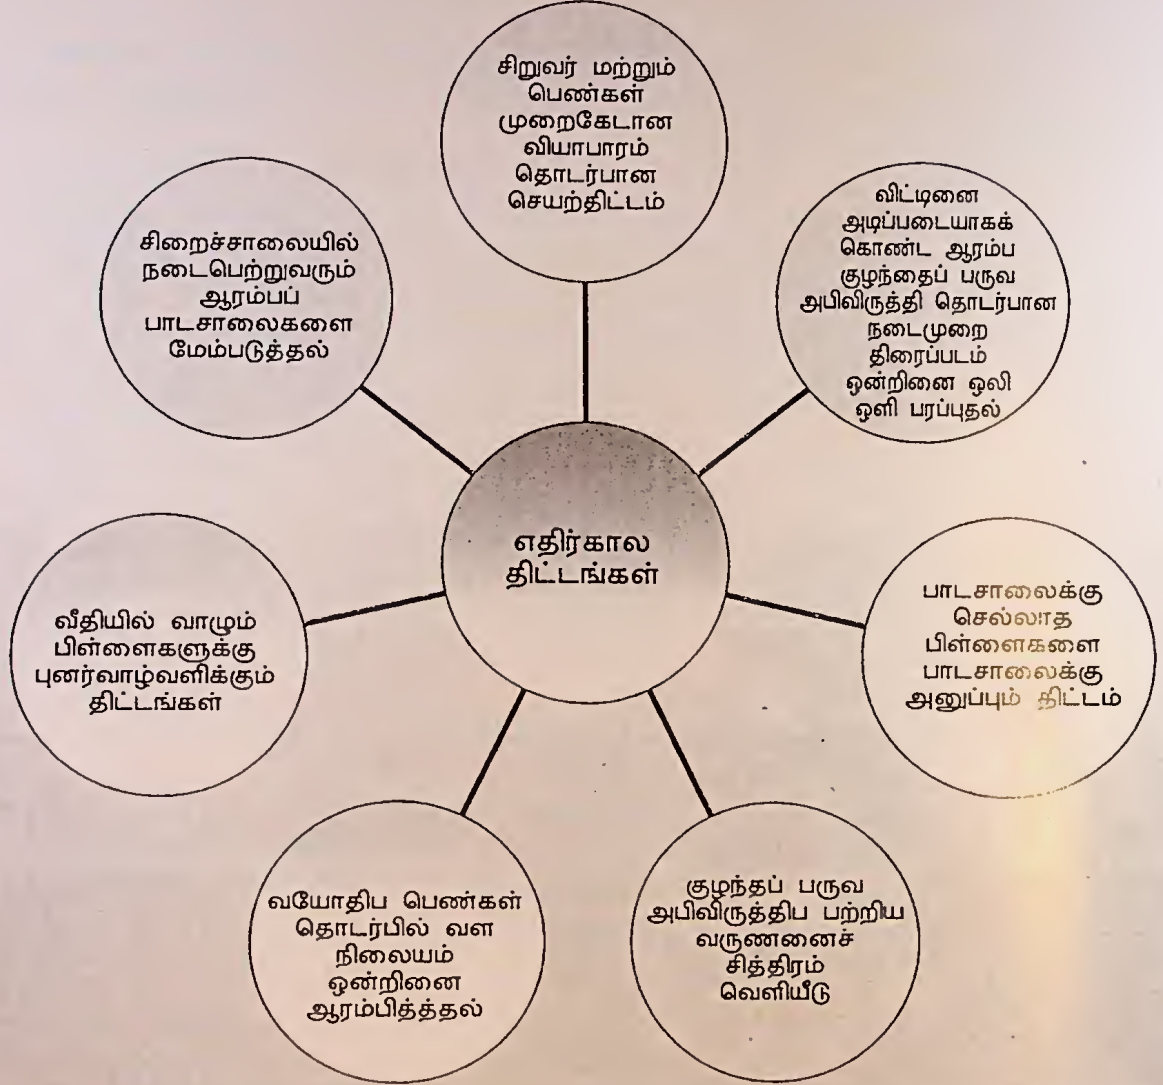 சிறுவர் மற்றும்
பெண்கள்
முறைகேடான
வியாபாரம்
தொடர்பான
செயற்திட்டம்
விட்டினை
அடிப்படையாகக்
கொண்ட ஆரம்ப
குழந்தைப் பருவ
அபிவிருத்தி தொடர்பான
நடைமுறை
திரைப்படம்
ஒன்றினை ஒலி
ஒளி பரப்புதல்
சிறைச்சாலையில்
நடைபெற்றுவரும்
ஆரம்பப்
பாடசாலைகளை
மேம்படுத்தல்
எதிர்கால
திட்டங்கள்
பாடசாலைக்கு
செல்லாத
பிள்ளைகளை
பாடசாலைக்கு
அனுப்பும் திட்டம்
வீதியில் வாழும்
பிள்ளைகளுக்கு
புனர்வாழ்வளிக்கும்
திட்டங்கள்
வயோதிப பெண்கள்
தொடர்பில் வள
நிலையம்
ஒன்றினை
ஆரம்பித்த்தல்
குழந்தப் பருவ
அபிவிருத்திப பற்றிய
வருணனைச்
சித்திரம்
வெளியீடு